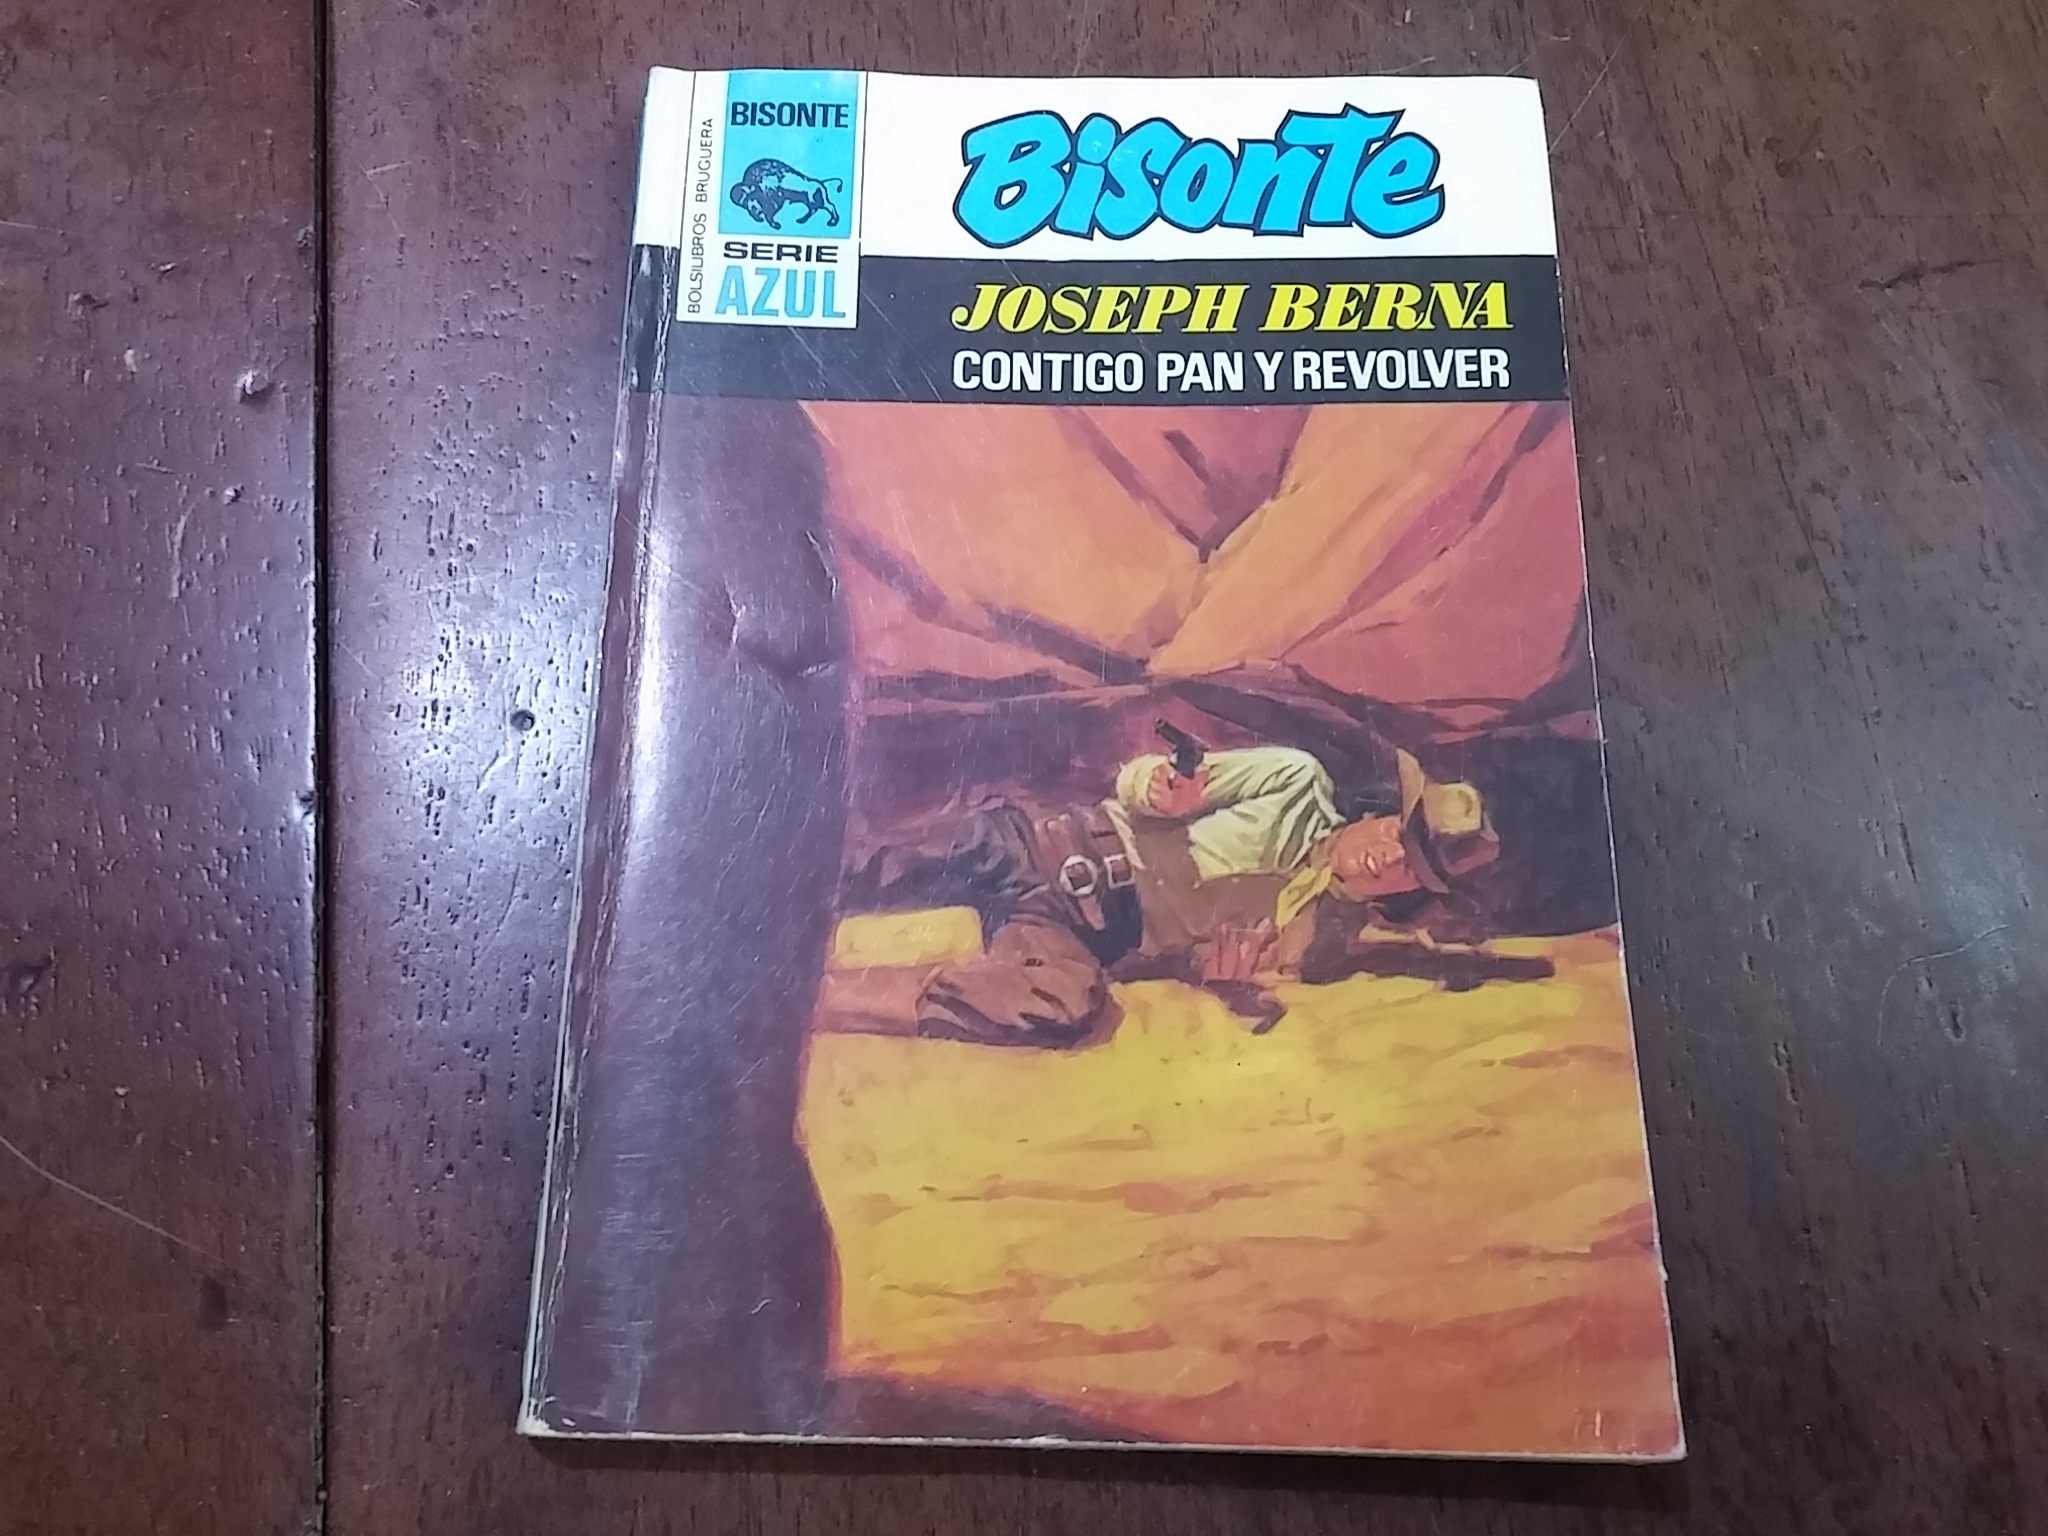 BOLSILIBROS BRUGUERA
BISONTE
SERIE
AZUL
Bisonte
JOSEPH BERNA
CONTIGO PAN Y REVOLVER